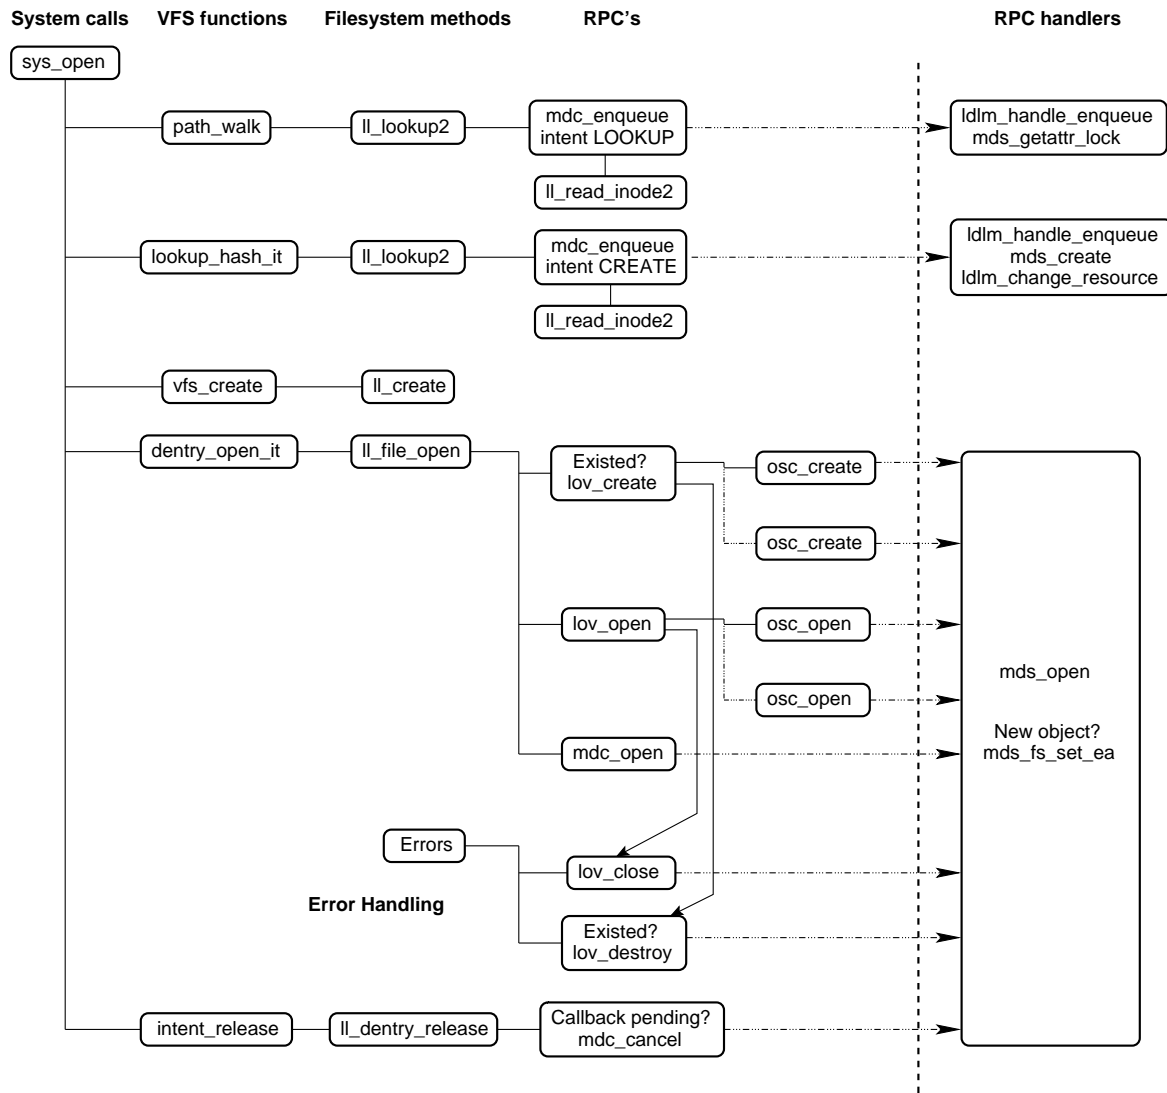 System calls
VFS functions
Filesystem methods
RPC's
RPC handlers
sys_open
path_walk
ll_lookup2
mdc_enqueue
intent LOOKUP
ldlm_handle_enqueue
mds_getattr_lock
ll_read_inode2
lookup_hash_it
ll_lookup2
mdc_enqueue
intent CREATE
ldlm_handle_enqueue
mds_create
ldlm_change_resource
ll_read_inode2
vfs_create
ll_create
dentry_open_it
ll_file_open
Existed?
lov_create
osc_create
osc_create
lov_open
osc_open
osc_open
mds_open
New object?
mds_fs_set_ea
mdc_open
Errors
lov_close
Error Handling
Existed?
lov_destroy
intent_release
ll_dentry_release
Callback pending?
mdc_cancel